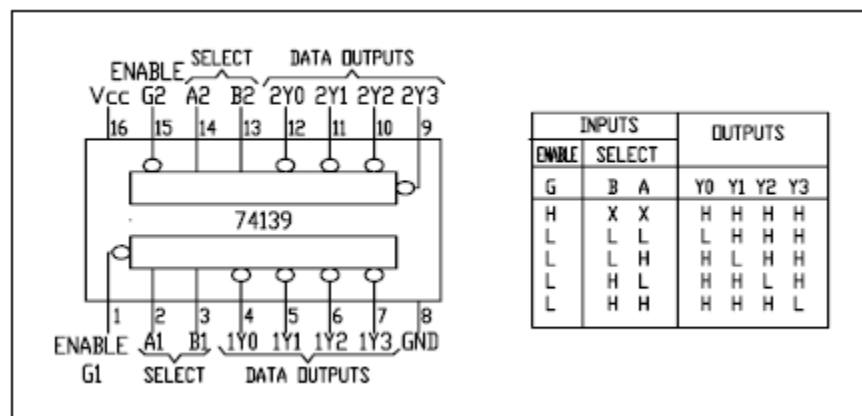 SELECT DATA OUTPUTS
ENABLE
Vcc G2 A2 B2 2Y0 2Y1 2Y2 2Y3
16 15 14 13 12 11 10 9
74139
1 2 3 4 5 6 7 8
ENABLE A1 B1 1Y0 1Y1 1Y2 1Y3 GND
G1 SELECT DATA OUTPUTS
INPUTS OUTPUTS
ENABLE SELECT
G B A Y0 Y1 Y2 Y3
H X X H H H H
L L L L H H H
L L H H L H H
L H L H H L H
L H H H H H L